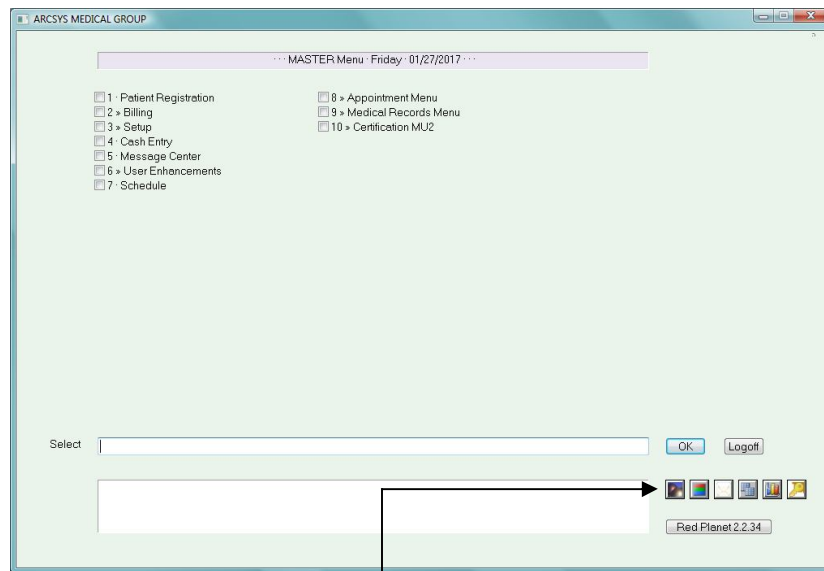 ARCSYS MEDICAL GROUP
· · · MASTER Menu · Friday · 01/27/2017 · · ·
1 · Patient Registration
2 » Billing
3 » Setup
4 · Cash Entry
5 · Message Center
6 » User Enhancements
7 · Schedule
8 » Appointment Menu
9 » Medical Records Menu
10 » Certification MU2
Select
OK
Logoff
Red Planet 2.2.34